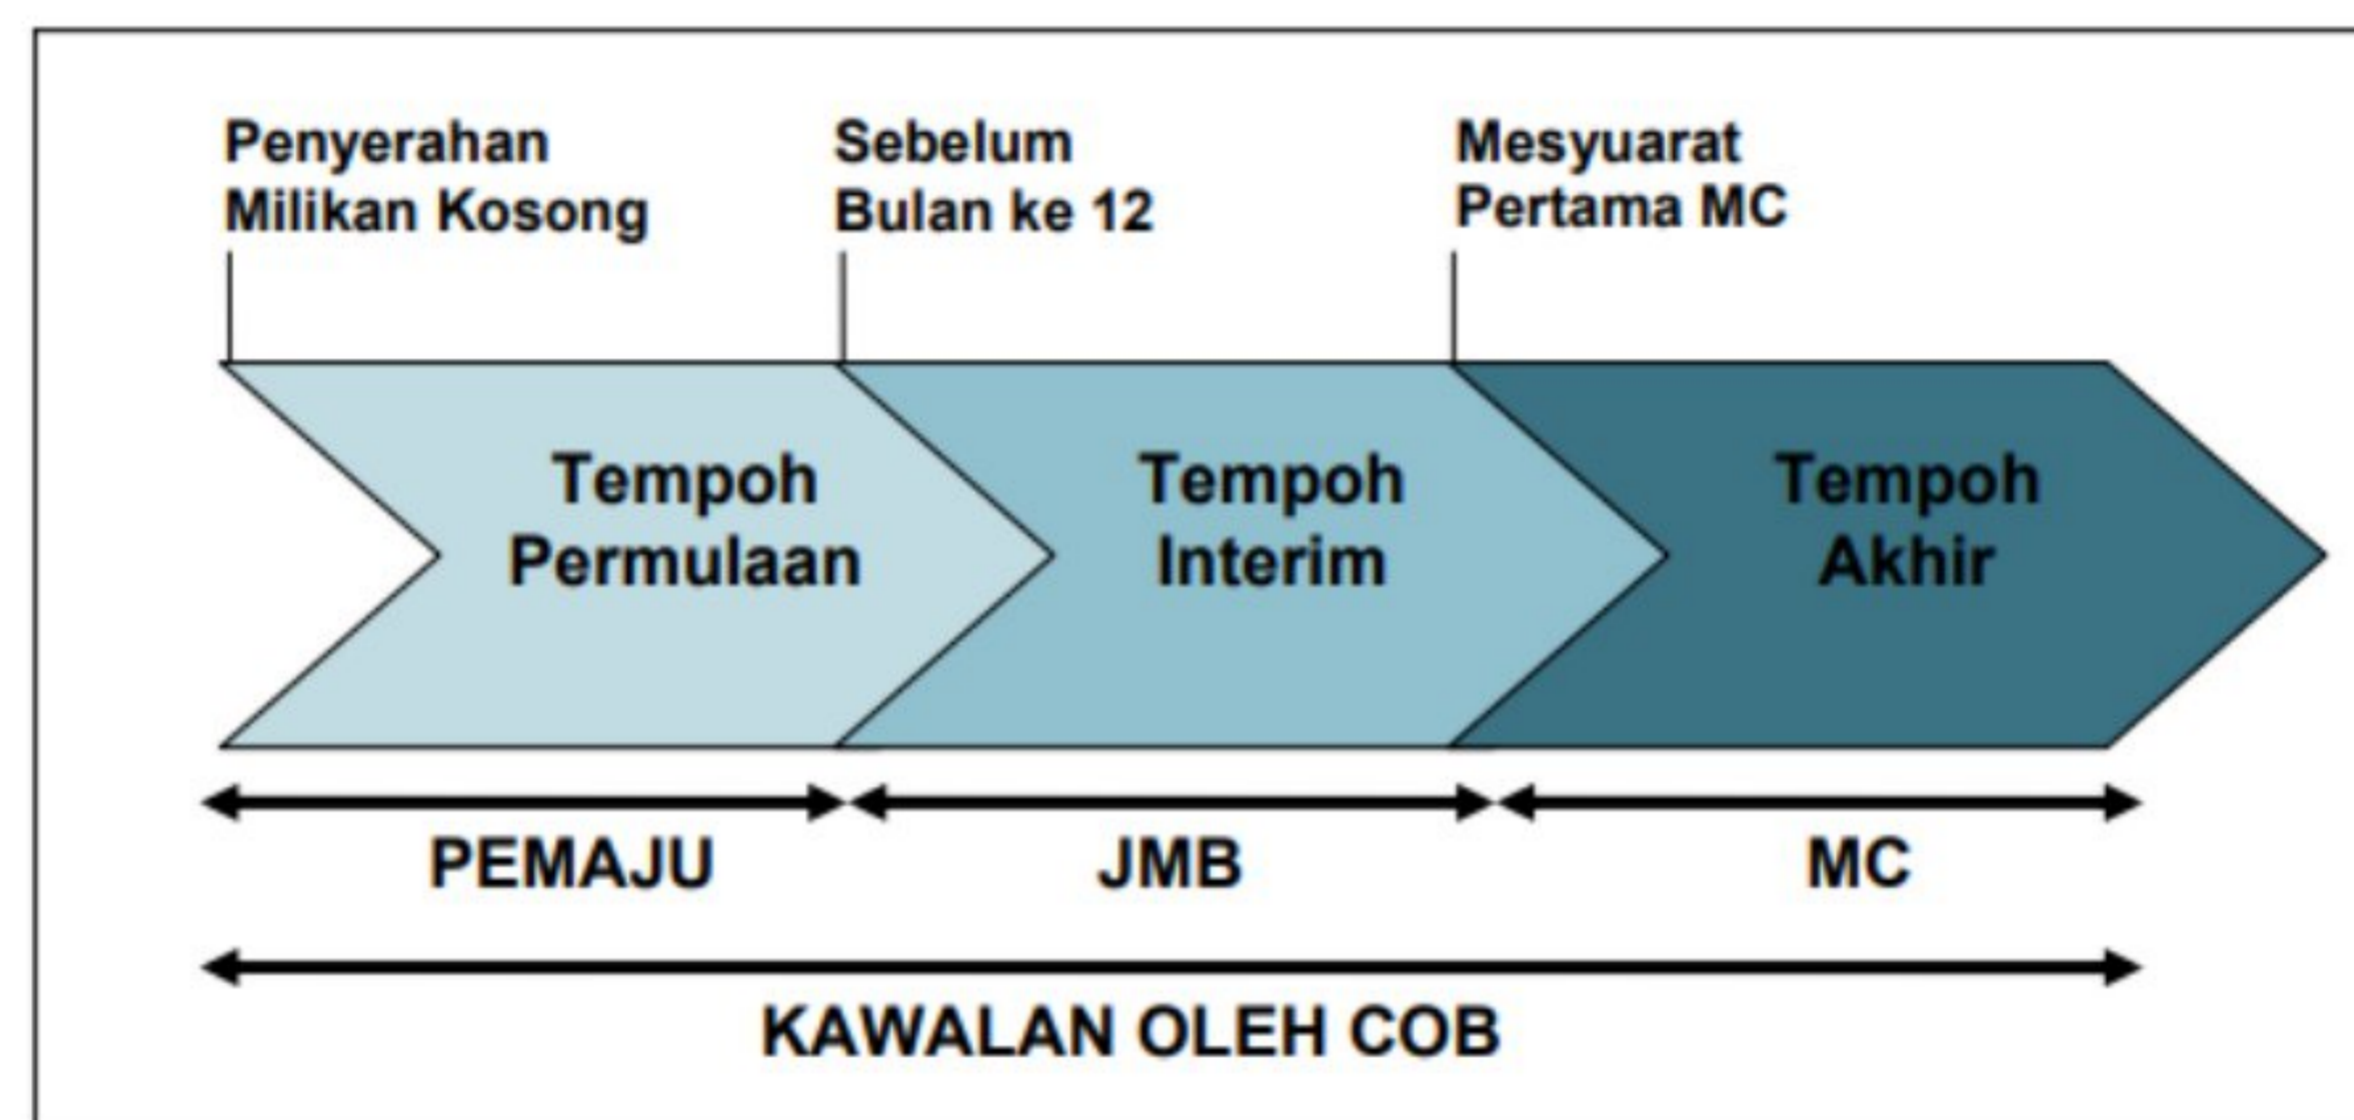 Penyerahan
Milikan Kosong
Sebelum
Bulan ke 12
Mesyuarat
Pertama MC
Tempoh
Permulaan
Tempoh
Interim
Tempoh
Akhir
PEMAJU
JMB
MC
KAWALAN OLEH COB